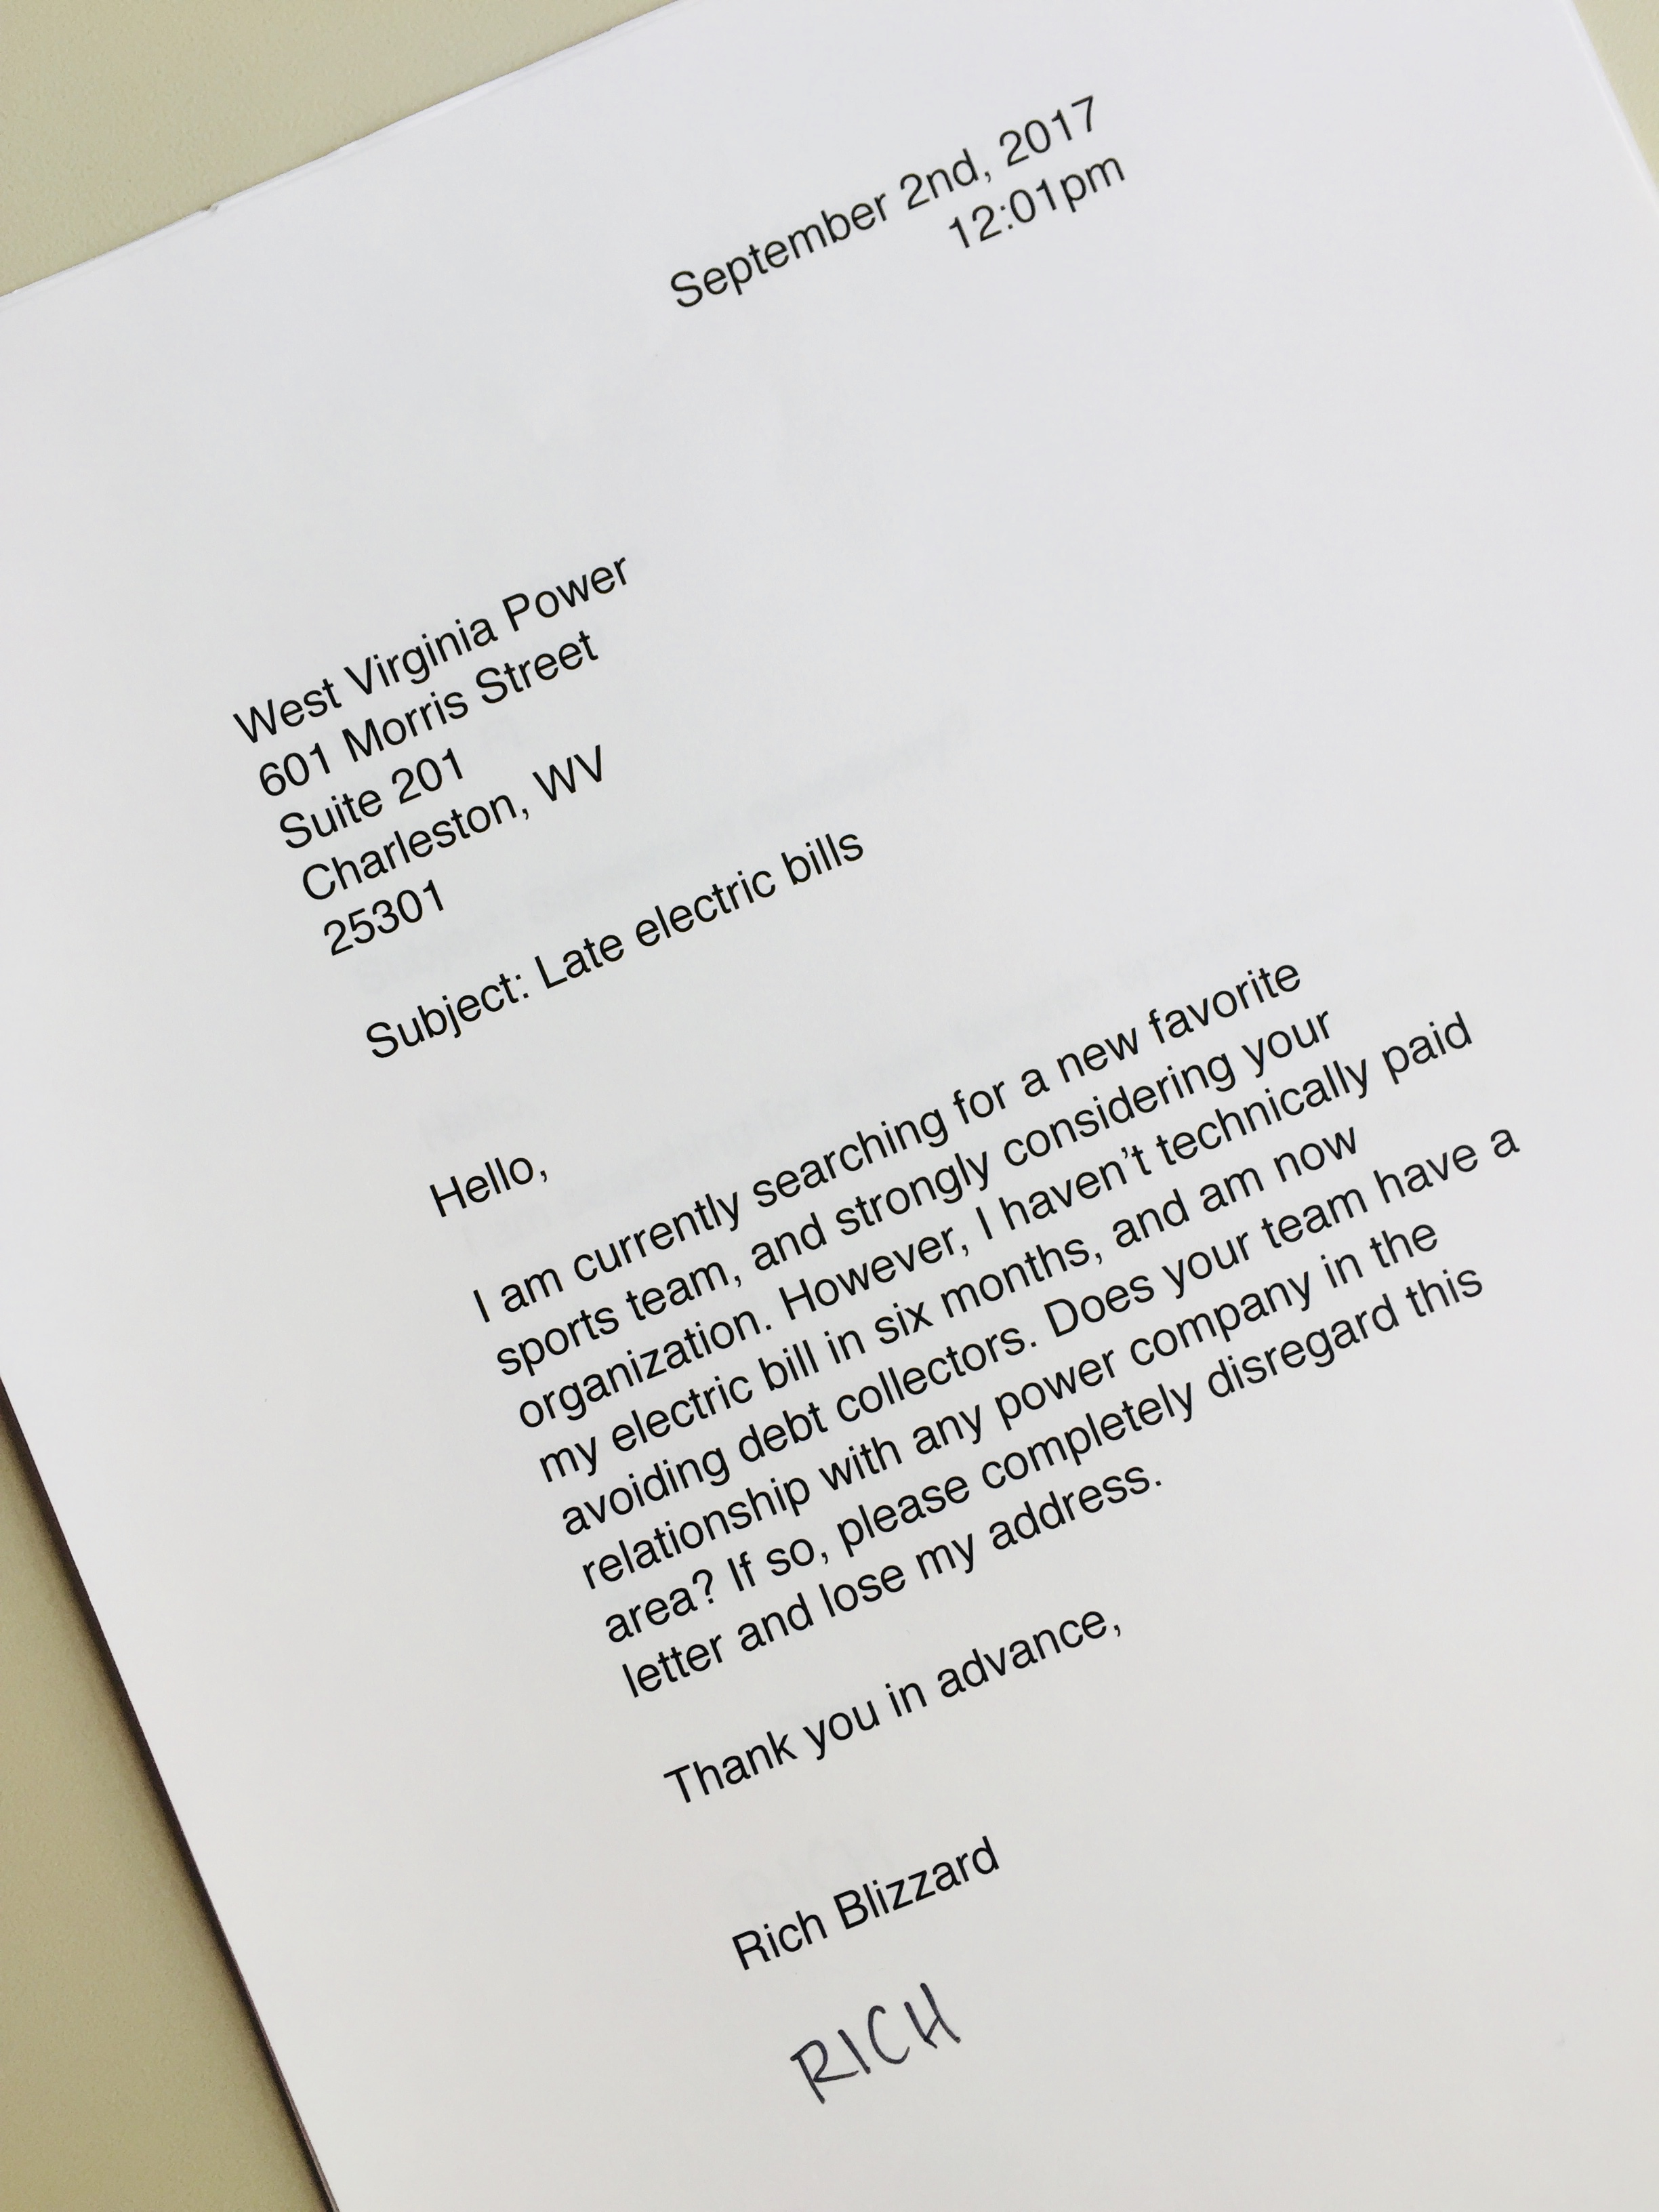 September 2nd, 2017
12:01pm
West Virginia Power
601 Morris Street
Suite 201
Charleston, WV
25301
Subject: Late electric bills
Hello,
I am currently searching for a new favorite
sports team, and strongly considering your
organization. However, I haven’t technically paid
my electric bill in six months, and am now
avoiding debt collectors. Does your team have a
relationship with any power company in the
area? If so, please completely disregard this
letter and lose my address.
Thank you in advance,
Rich Blizzard
RICH